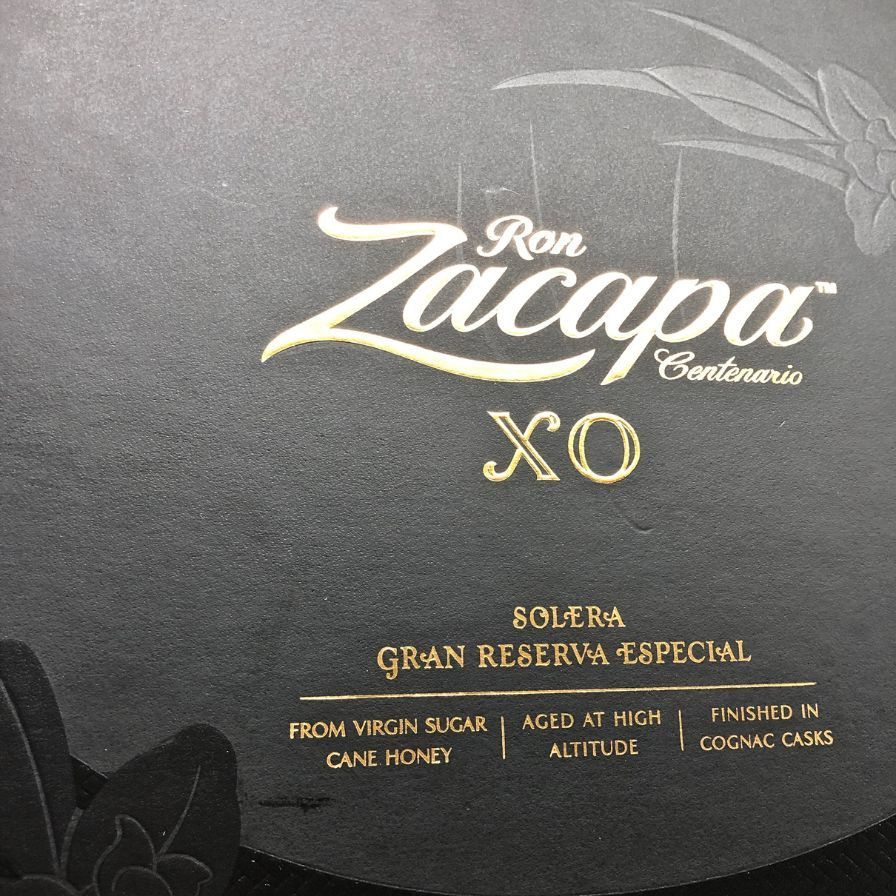 Ron
Zacapa™
Centenario
XO
SOLERA
GRAN RESERVA ESPECIAL
FROM VIRGIN SUGAR
CANE HONEY
AGED AT HIGH
ALTITUDE
FINISHED IN
COGNAC CASKS